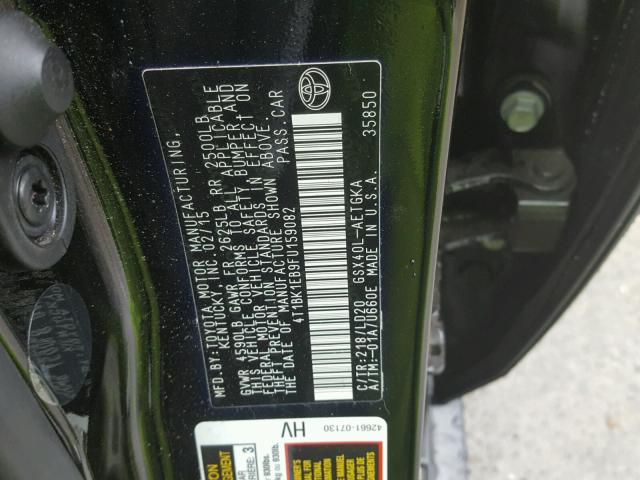 MFD.BY:TOYOTA MOTOR MANUFACTURING,
KENTUCKY, INC. 02/15
GVWR 4590LB GAWR FR 2625LB RR 2500LB
THIS VEHICLE CONFORMS TO ALL APPLICABLE
FEDERAL MOTOR VEHICLE SAFETY BUMPER AND
THEFT PREVENTION STANDARDS IN EFFECT ON
THE DATE OF MANUFACTURE SHOWN ABOVE.
4T1BK1EB9FU159082 PASS.CAR
C/TR:218/LD20 GSX40L-AETGKA 35850
A/TM:-01A/U660E MADE IN U.S.A.
42661-07130
HV
3